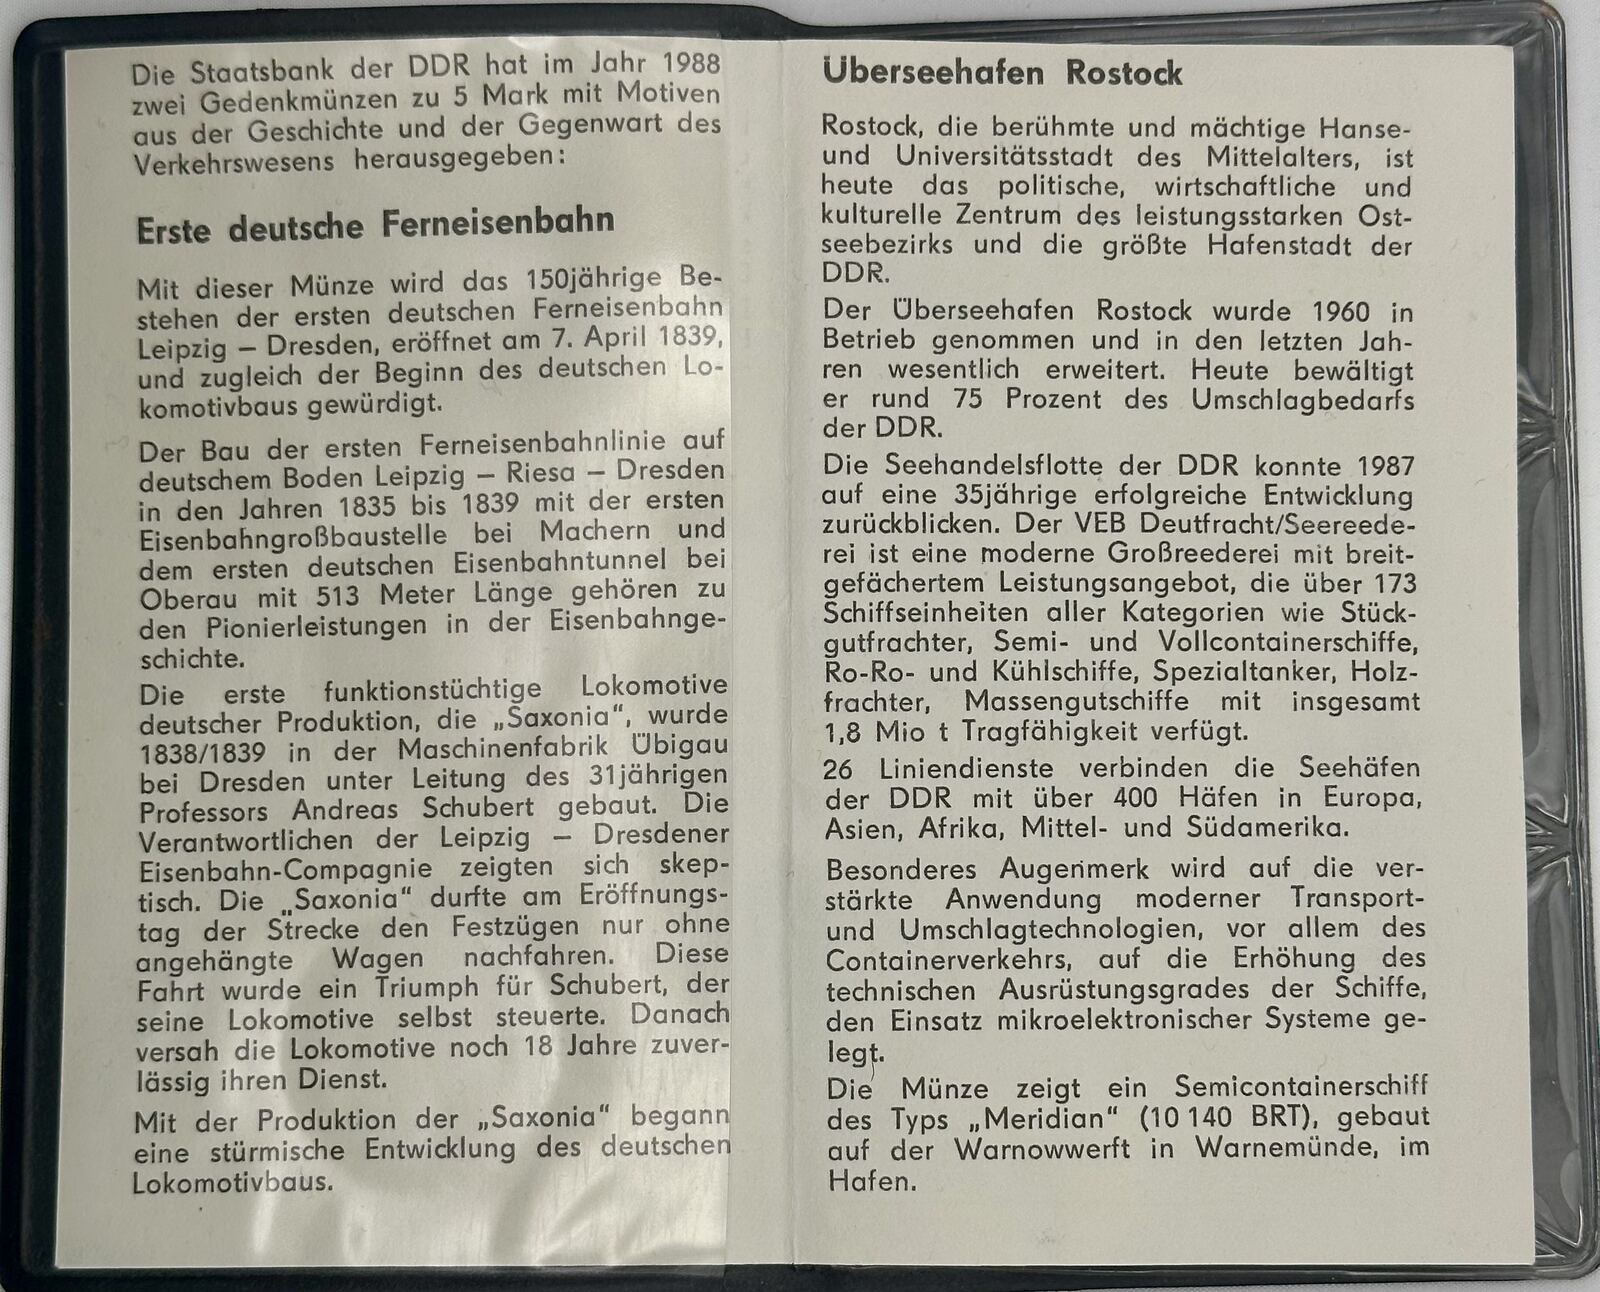 Die Staatsbank der DDR hat im Jahr 1988
zwei Gedenkmünzen zu 5 Mark mit Motiven
aus der Geschichte und der Gegenwart des
Verkehrswesens herausgegeben:
Erste deutsche Ferneisenbahn
Mit dieser Münze wird das 150jährige Be-
stehen der ersten deutschen Ferneisenbahn
Leipzig – Dresden, eröffnet am 7. April 1839,
und zugleich der Beginn des deutschen Lo-
komotivbaus gewürdigt.
Der Bau der ersten Ferneisenbahnlinie auf
deutschem Boden Leipzig – Riesa – Dresden
in den Jahren 1835 bis 1839 mit der ersten
Eisenbahngroßbaustelle bei Machern und
dem ersten deutschen Eisenbahntunnel bei
Oberau mit 513 Meter Länge gehören zu
den Pionierleistungen in der Eisenbahnge-
schichte.
Die erste funktionstüchtige Lokomotive
deutscher Produktion, die „Saxonia“, wurde
1838/1839 in der Maschinenfabrik Übigau
bei Dresden unter Leitung des 31jährigen
Professors Andreas Schubert gebaut. Die
Verantwortlichen der Leipzig – Dresdener
Eisenbahn-Compagnie zeigten sich skep-
tisch. Die „Saxonia“ durfte am Eröffnungs-
tag der Strecke den Festzügen nur ohne
angehängte Wagen nachfahren. Diese
Fahrt wurde ein Triumph für Schubert, der
seine Lokomotive selbst steuerte. Danach
versah die Lokomotive noch 18 Jahre zuver-
lässig ihren Dienst.
Mit der Produktion der „Saxonia“ begann
eine stürmische Entwicklung des deutschen
Lokomotivbaus.
Überseehafen Rostock
Rostock, die berühmte und mächtige Hanse-
und Universitätsstadt des Mittelalters, ist
heute das politische, wirtschaftliche und
kulturelle Zentrum des leistungsstarken Ost-
seebezirks und die größte Hafenstadt der
DDR.
Der Überseehafen Rostock wurde 1960 in
Betrieb genommen und in den letzten Jah-
ren wesentlich erweitert. Heute bewältigt
er rund 75 Prozent des Umschlagbedarfs
der DDR.
Die Seehandelsflotte der DDR konnte 1987
auf eine 35jährige erfolgreiche Entwicklung
zurückblicken. Der VEB Deutfracht/Seereede-
rei ist eine moderne Großreederei mit breit-
gefächertem Leistungsangebot, die über 173
Schiffseinheiten aller Kategorien wie Stück-
gutfrachter, Semi- und Vollcontainerschiffe,
Ro-Ro- und Kühlschiffe, Spezialtanker, Holz-
frachter, Massengutschiffe mit insgesamt
1,8 Mio t Tragfähigkeit verfügt.
26 Liniendienste verbinden die Seehäfen
der DDR mit über 400 Häfen in Europa,
Asien, Afrika, Mittel- und Südamerika.
Besonderes Augenmerk wird auf die ver-
stärkte Anwendung moderner Transport-
und Umschlagtechnologien, vor allem des
Containerverkehrs, auf die Erhöhung des
technischen Ausrüstungsgrades der Schiffe,
den Einsatz mikroelektronischer Systeme ge-
legt.
Die Münze zeigt ein Semicontainerschiff
des Typs „Meridian“ (10 140 BRT), gebaut
auf der Warnowwerft in Warnemünde, im
Hafen.